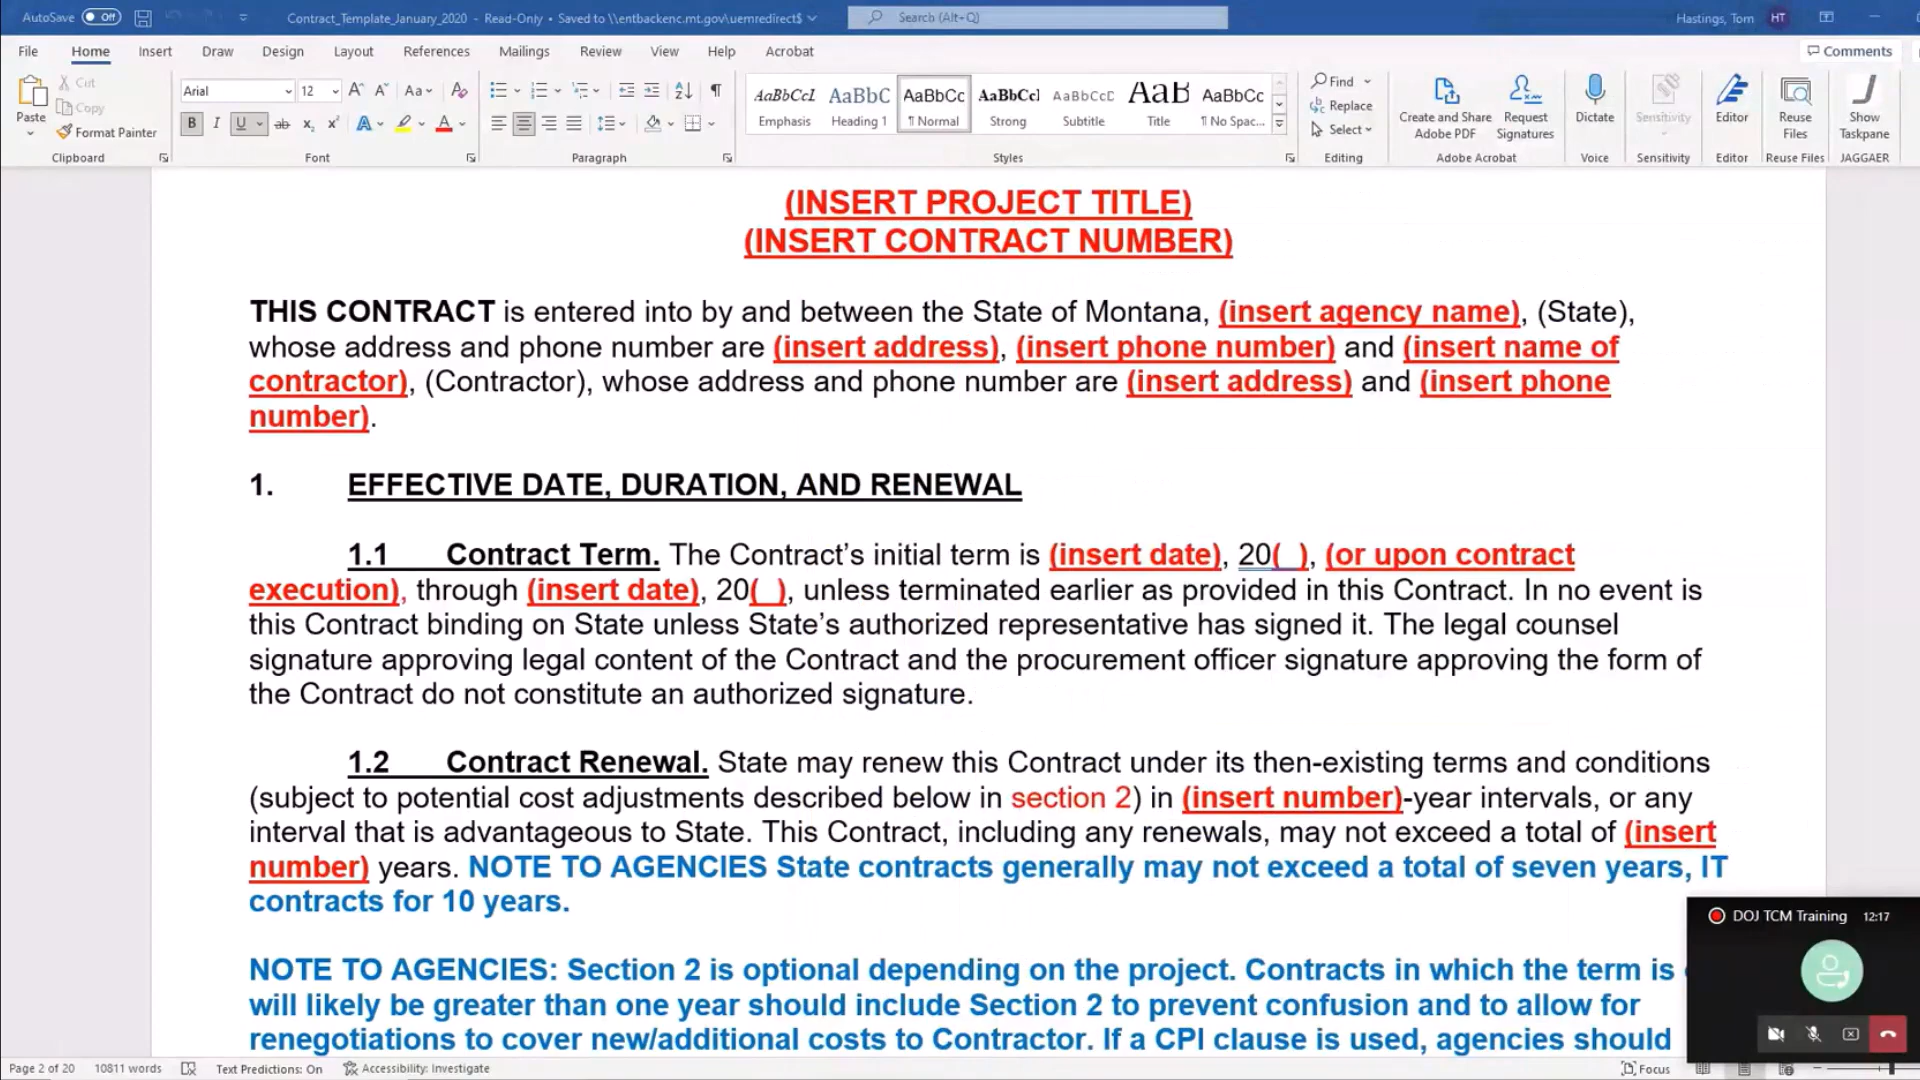 AutoSave Off Contract_Template_January_2020 - Read-Only • Saved to \\entbackenc.mt.gov\uemredirect$ Search (Alt+Q) Hastings, Tom HT
File Home Insert Draw Design Layout References Mailings Review View Help Acrobat Comments
Paste Cut Copy Format Painter Clipboard
Arial 12 Aa Font
B I U ab x₂ x² A A
Paragraph
AaBbCcI AaBbC AaBbCc AaBbCcI AaBbCcD AaB AaBbCc
Emphasis Heading 1 ¶ Normal Strong Subtitle Title ¶ No Spac...
Styles
Find Replace Select Editing
Create and Share Adobe PDF Request Signatures Adobe Acrobat
Dictate Voice
Sensitivity Sensitivity
Editor Editor
Reuse Files Reuse Files
Show Taskpane JAGGAER
(INSERT PROJECT TITLE)
(INSERT CONTRACT NUMBER)
THIS CONTRACT is entered into by and between the State of Montana, (insert agency name), (State),
whose address and phone number are (insert address), (insert phone number) and (insert name of
contractor), (Contractor), whose address and phone number are (insert address) and (insert phone
number).
1. EFFECTIVE DATE, DURATION, AND RENEWAL
1.1 Contract Term. The Contract’s initial term is (insert date), 20( ), (or upon contract
execution), through (insert date), 20( ), unless terminated earlier as provided in this Contract. In no event is
this Contract binding on State unless State’s authorized representative has signed it. The legal counsel
signature approving legal content of the Contract and the procurement officer signature approving the form of
the Contract do not constitute an authorized signature.
1.2 Contract Renewal. State may renew this Contract under its then-existing terms and conditions
(subject to potential cost adjustments described below in section 2) in (insert number)-year intervals, or any
interval that is advantageous to State. This Contract, including any renewals, may not exceed a total of (insert
number) years. NOTE TO AGENCIES State contracts generally may not exceed a total of seven years, IT
contracts for 10 years.
NOTE TO AGENCIES: Section 2 is optional depending on the project. Contracts in which the term is
will likely be greater than one year should include Section 2 to prevent confusion and to allow for
renegotiations to cover new/additional costs to Contractor. If a CPI clause is used, agencies should
DOJ TCM Training 12:17
Page 2 of 20 10811 words Text Predictions: On Accessibility: Investigate Focus